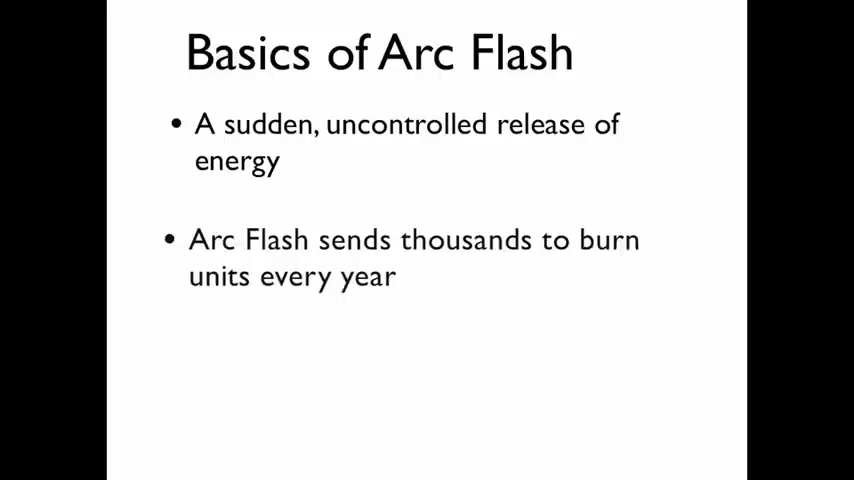 Basics of Arc Flash
• A sudden, uncontrolled release of
energy
• Arc Flash sends thousands to burn
units every year